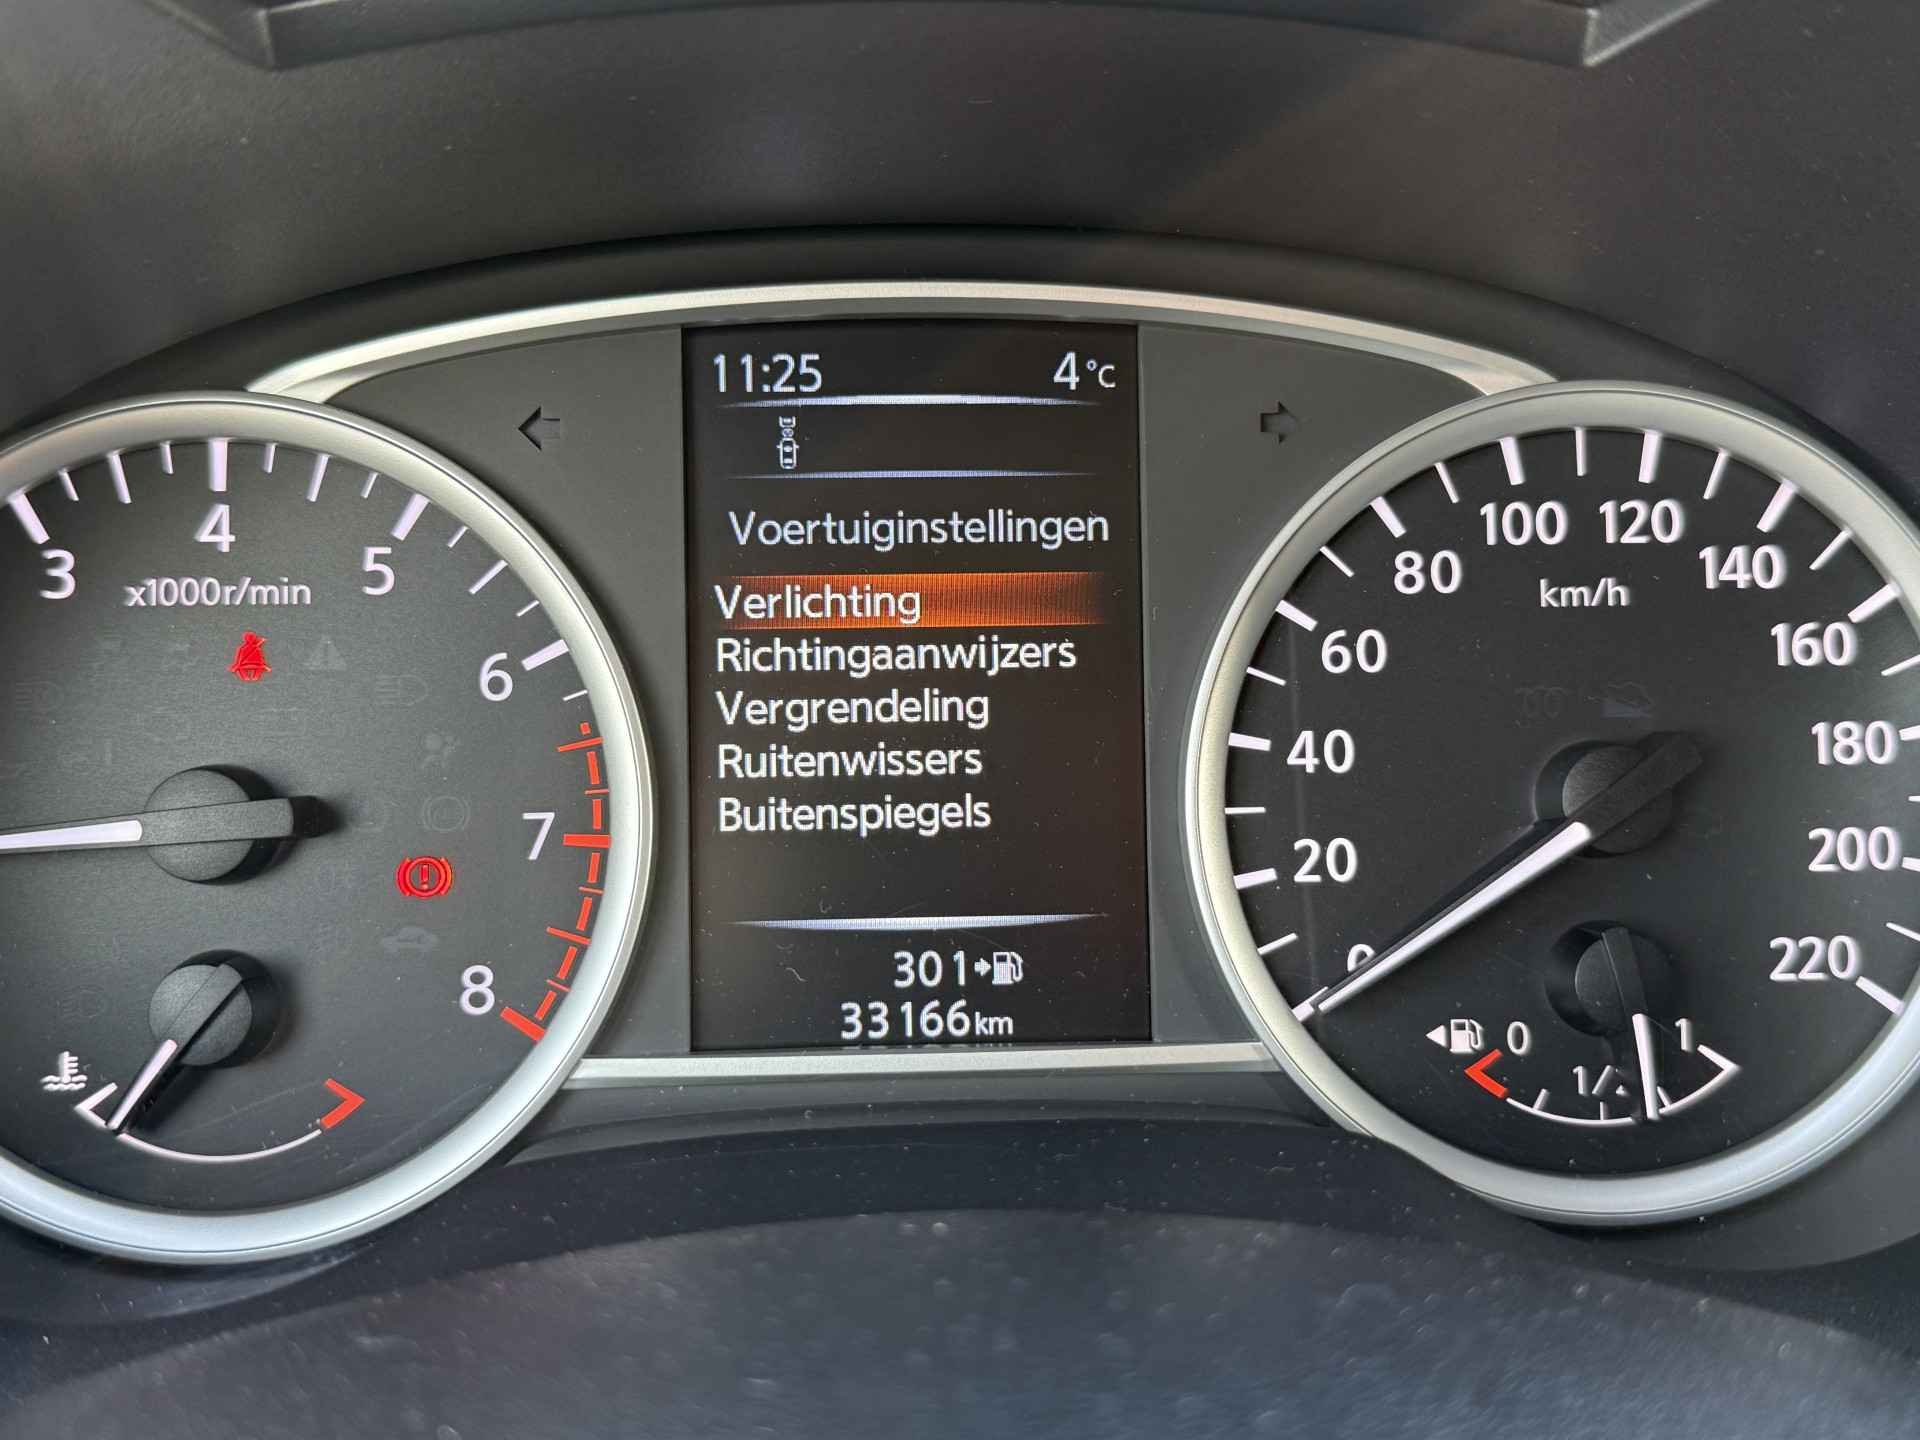 11:25 4°C
Voertuiginstellingen
Verlichting
Richtingaanwijzers
Vergrendeling
Ruitenwissers
Buitenspiegels
301
33166km
3 4 5 6 7 8
x1000r/min
0 20 40 60 80 100 120 140 160 180 200 220
km/h
0 1/2 1